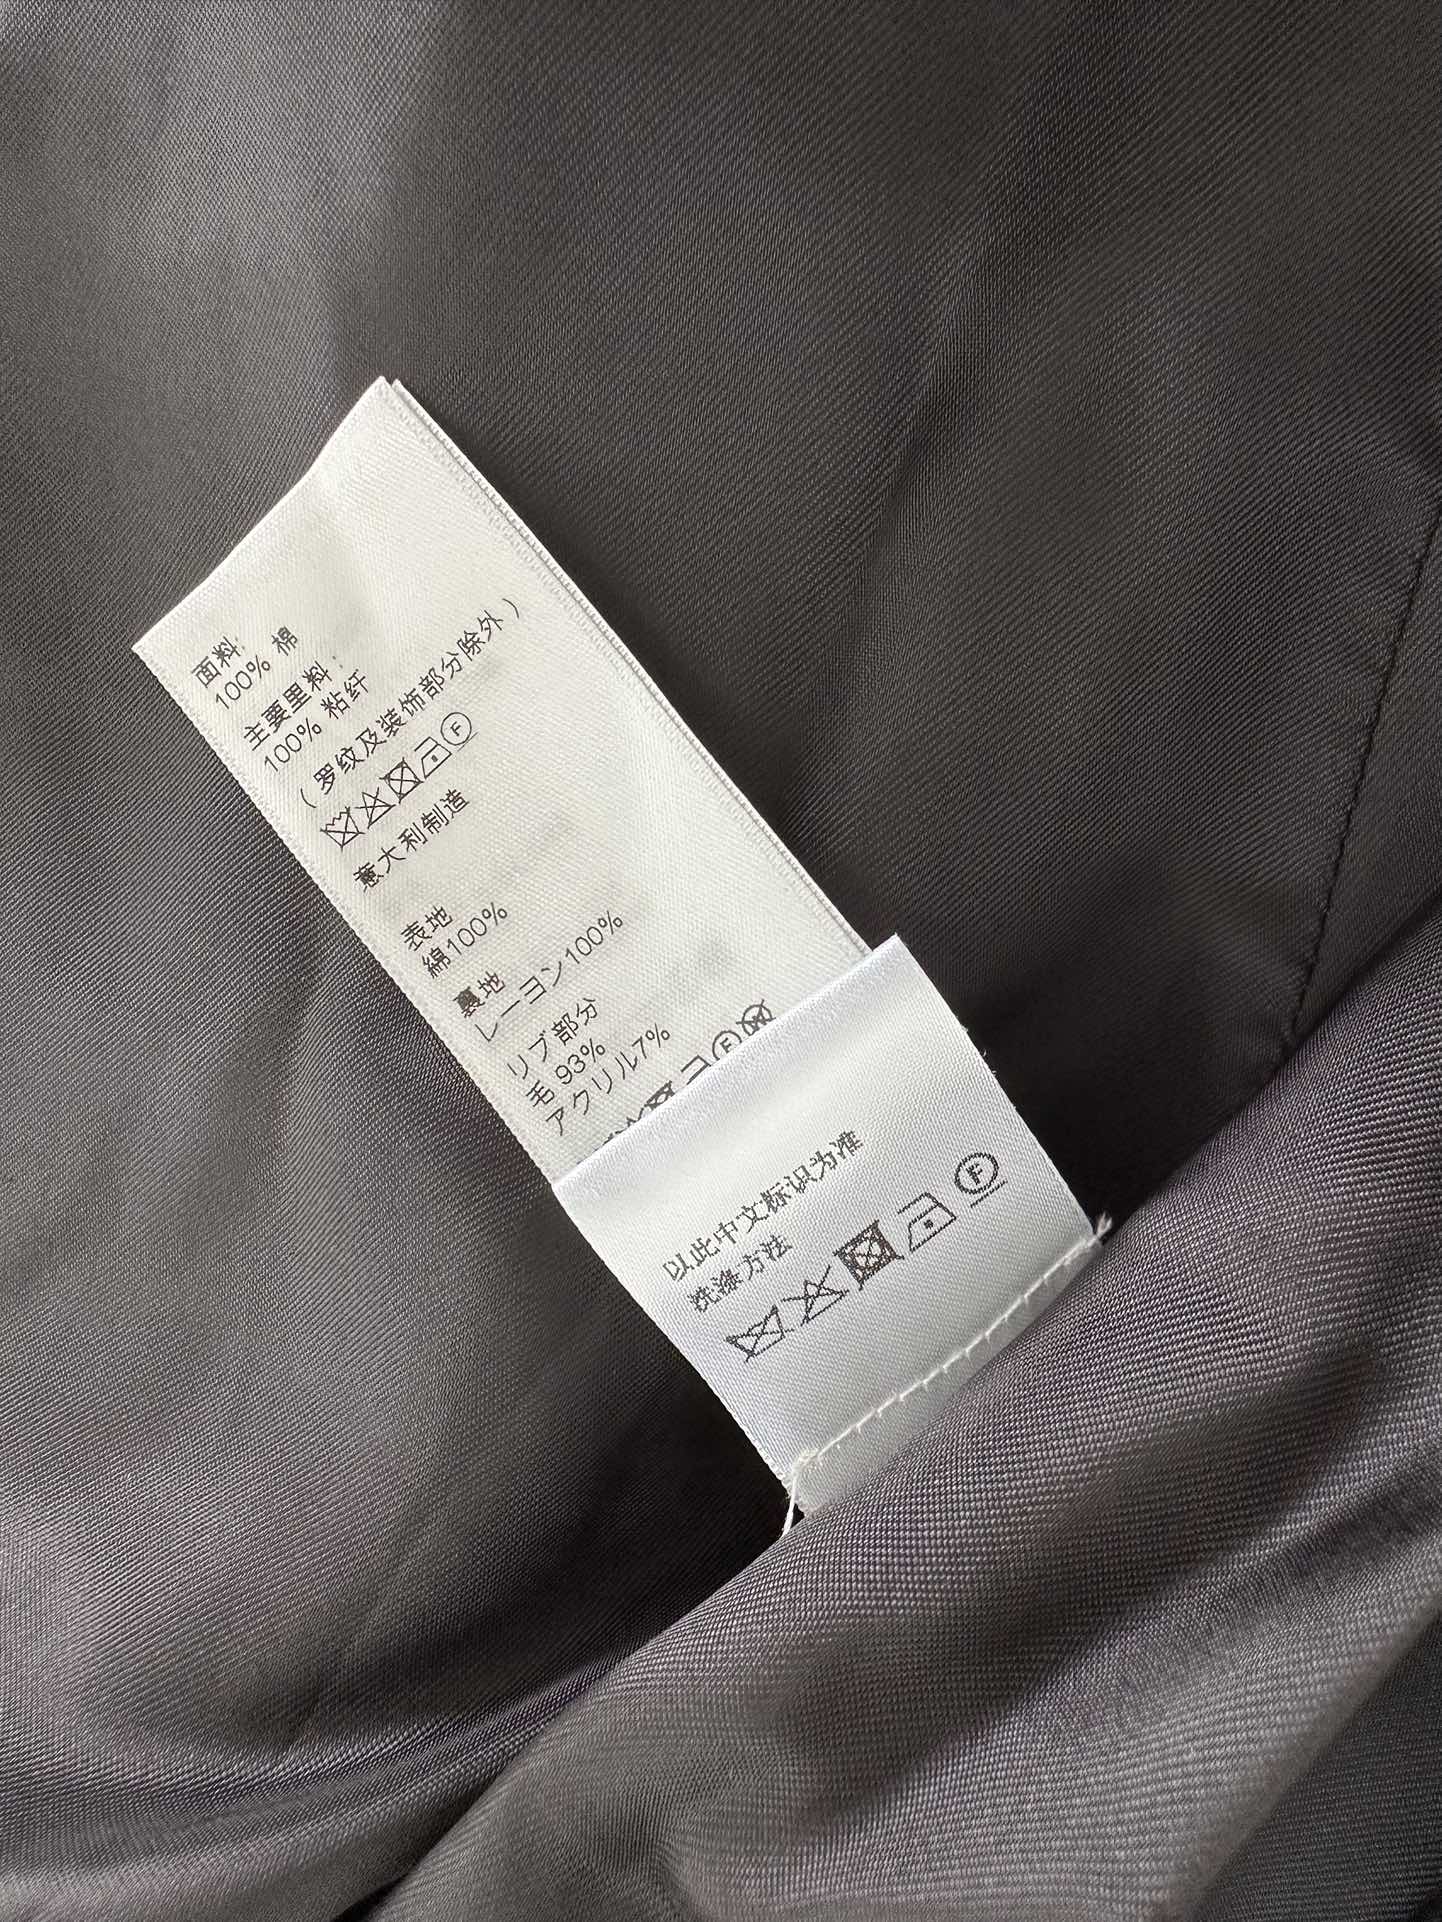 面料:
100% 棉
主要里料:
100% 粘纤
(罗纹及装饰部分除外)
F
意大利制造
表地
綿100%
裏地
レーヨン100%
リブ部分
毛 93%
アクリル7%
F
以此中文标识为准
洗涤方法
F